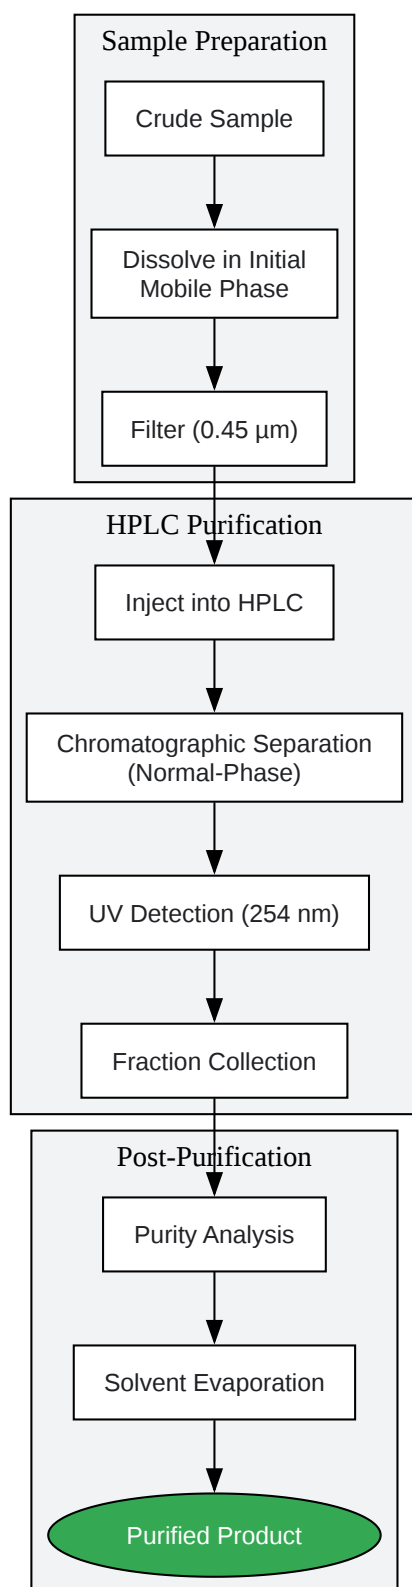 Sample Preparation
Crude Sample
Dissolve in Initial
Mobile Phase
Filter (0.45 µm)
HPLC Purification
Inject into HPLC
Chromatographic Separation
(Normal-Phase)
UV Detection (254 nm)
Fraction Collection
Post-Purification
Purity Analysis
Solvent Evaporation
Purified Product